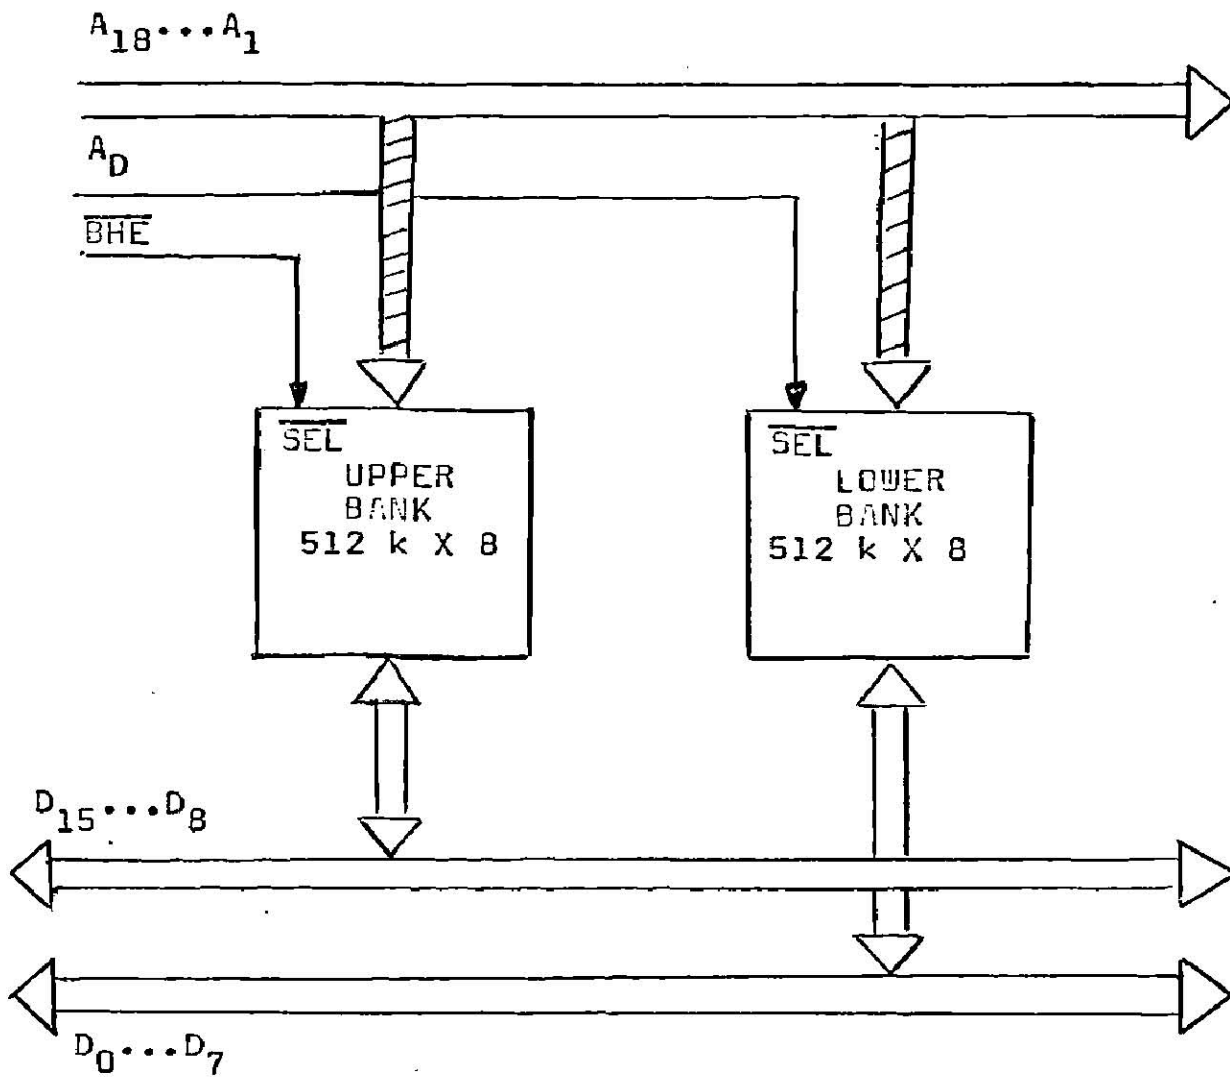 A18...A1
AD
BHE
SEL
UPPER
BANK
512 k X 8
SEL
LOWER
BANK
512 k X 8
D15...D8
D0...D7